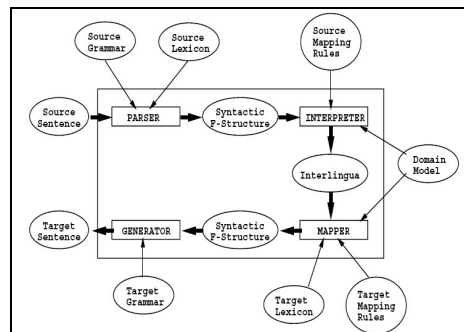 Source
Grammar
Source
Lexicon
Source
Mapping
Rules
Source
Sentence
PARSER
Syntactic
F-Structure
INTERPRETER
Interlingua
Domain
Model
Target
Sentence
GENERATOR
Syntactic
F-Structure
MAPPER
Target
Grammar
Target
Lexicon
Target
Mapping
Rules